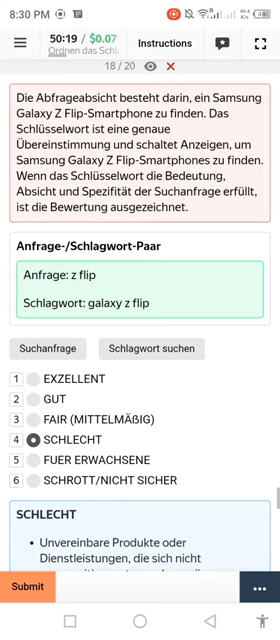 8:30 PM
44.4
K/s
50:19 / $0.07
Instructions
Ordnen das Schl
18 / 20
Die Abfrageabsicht besteht darin, ein Samsung
Galaxy Z Flip-Smartphone zu finden. Das
Schlüsselwort ist eine genaue
Übereinstimmung und schaltet Anzeigen, um
Samsung Galaxy Z Flip-Smartphones zu finden.
Wenn das Schlüsselwort die Bedeutung,
Absicht und Spezifität der Suchanfrage erfüllt,
ist die Bewertung ausgezeichnet.
Anfrage-/Schlagwort-Paar
Anfrage: z flip
Schlagwort: galaxy z flip
Suchanfrage
Schlagwort suchen
1 EXZELLENT
2 GUT
3 FAIR (MITTELMÄßIG)
4 SCHLECHT
5 FUER ERWACHSENE
6 SCHROTT/NICHT SICHER
SCHLECHT
• Unvereinbare Produkte oder
Dienstleistungen, die sich nicht
Submit